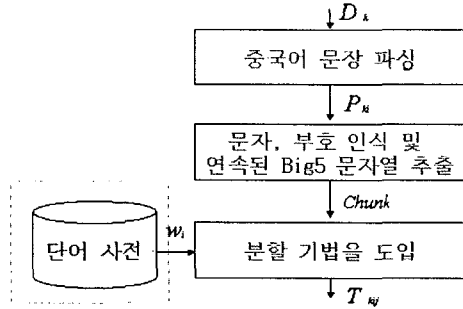 D_k
중국어 문장 파싱
P_ki
문자, 부호 인식 및
연속된 Big5 문자열 추출
Chunk
단어 사전
w_i
분할 기법을 도입
T_kij